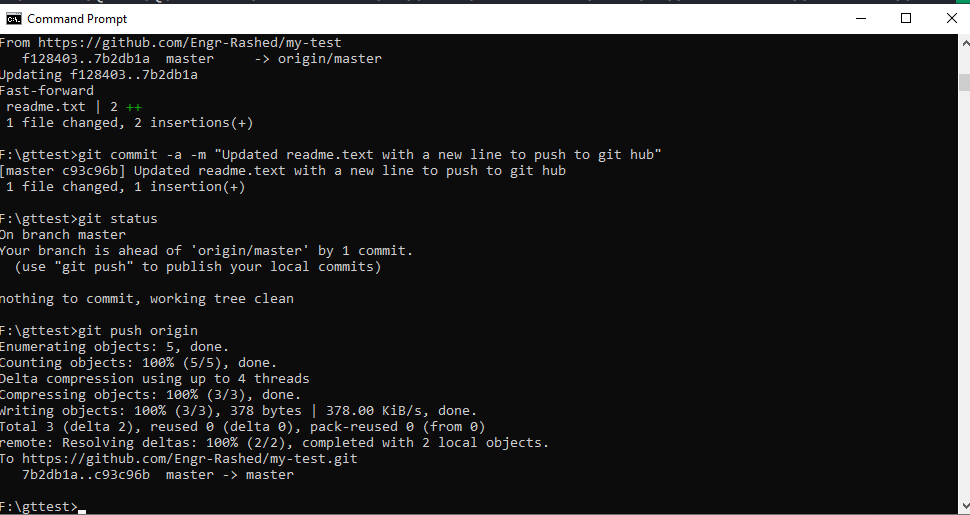 Command Prompt
From https://github.com/Engr-Rashed/my-test
   f128403..7b2db1a  master     -> origin/master
Updating f128403..7b2db1a
Fast-forward
 readme.txt | 2 ++
 1 file changed, 2 insertions(+)
F:\gttest>git commit -a -m "Updated readme.text with a new line to push to git hub"
[master c93c96b] Updated readme.text with a new line to push to git hub
 1 file changed, 1 insertion(+)
F:\gttest>git status
On branch master
Your branch is ahead of 'origin/master' by 1 commit.
  (use "git push" to publish your local commits)
nothing to commit, working tree clean
F:\gttest>git push origin
Enumerating objects: 5, done.
Counting objects: 100% (5/5), done.
Delta compression using up to 4 threads
Compressing objects: 100% (3/3), done.
Writing objects: 100% (3/3), 378 bytes | 378.00 KiB/s, done.
Total 3 (delta 2), reused 0 (delta 0), pack-reused 0 (from 0)
remote: Resolving deltas: 100% (2/2), completed with 2 local objects.
To https://github.com/Engr-Rashed/my-test.git
   7b2db1a..c93c96b  master -> master
F:\gttest>